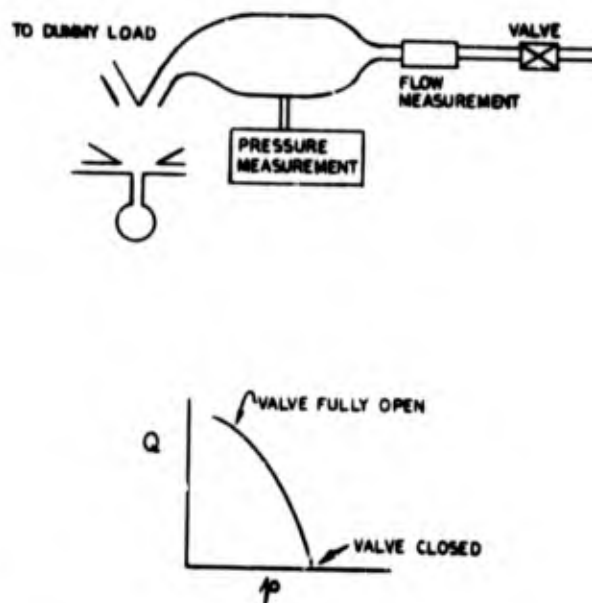 TO DUMMY LOAD
VALVE
FLOW
MEASUREMENT
PRESSURE
MEASUREMENT
VALVE FULLY OPEN
Q
VALVE CLOSED
p